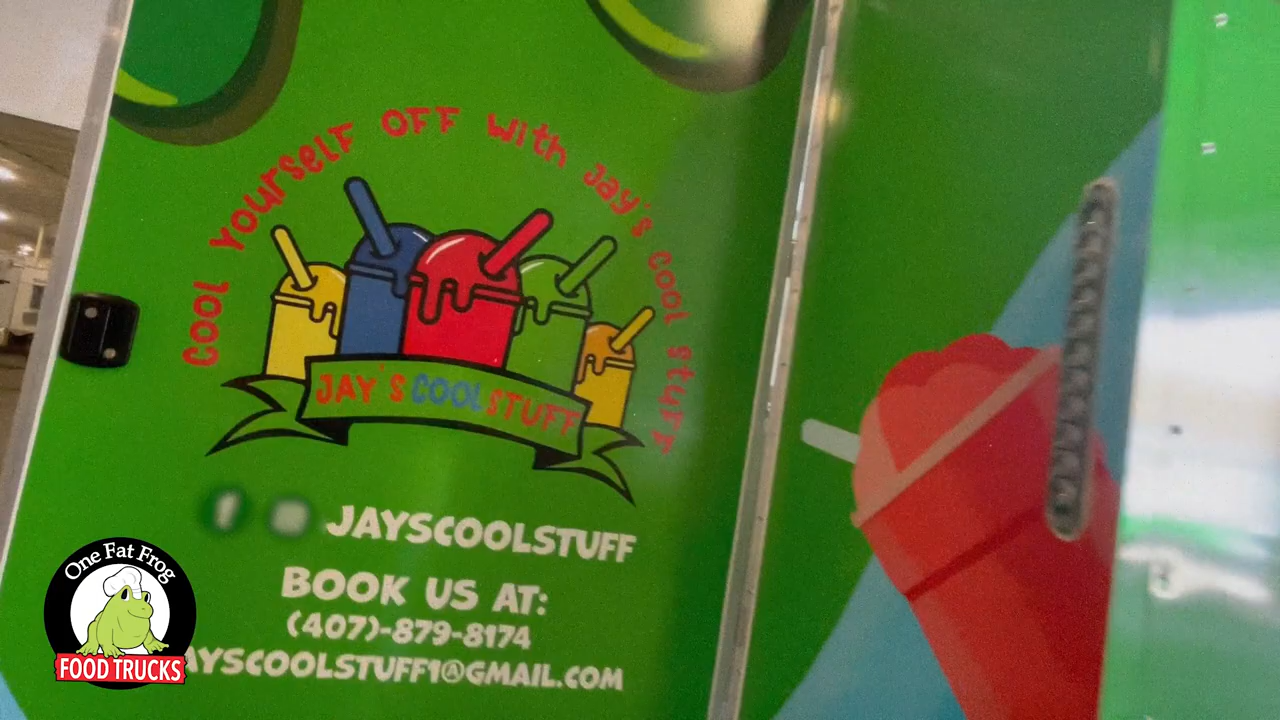 COOL YOURSELF OFF WITH JAY'S COOL STUFF
JAY'S COOL STUFF
JAYSCOOLSTUFF
BOOK US AT:
(407)-879-8174
AYSCOOLSTUFF1@GMAIL.COM
One Fat Frog
FOOD TRUCKS